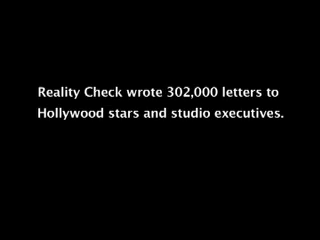 Reality Check wrote 302,000 letters to
Hollywood stars and studio executives.